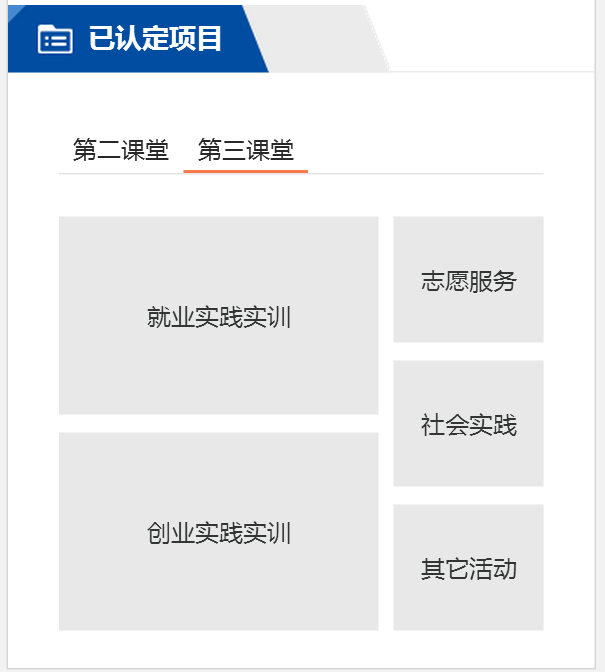 已认定项目
第二课堂 第三课堂
就业实践实训
志愿服务
社会实践
创业实践实训
其它活动